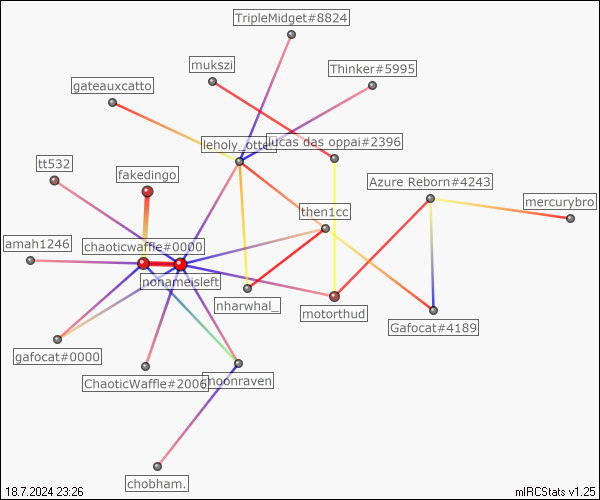 TripleMidget#8824
mukszi
Thinker#5995
gateauxcatto
leholy_otte
lucas das oppai#2396
tt532
fakedingo
Azure Reborn#4243
mercurybro
then1cc
amah1246
chaoticwaffle#0000
nonameisleft
nharwhal_
motorthud
Gafocat#4189
gafocat#0000
ChaoticWaffle#2006
moonraven
chobham.
18.7.2024 23:26
mIRCStats v1.25